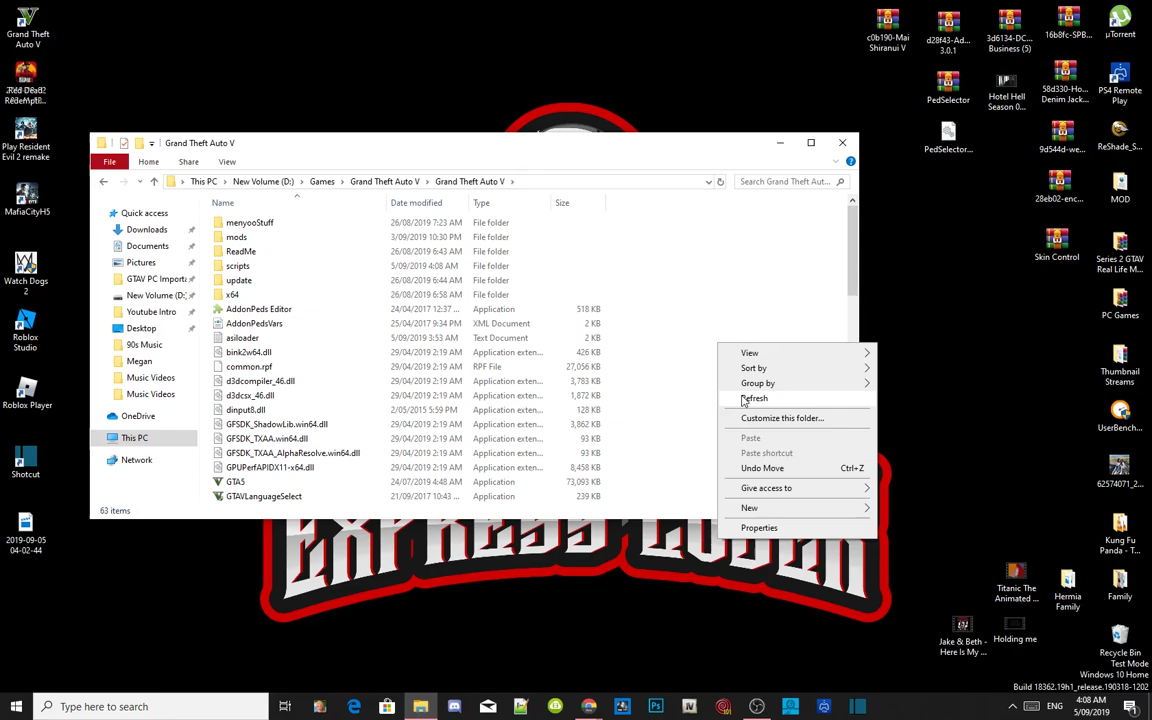 Grand Theft
Auto V
Red Dead
Redempti...
Play Resident
Evil 2 remake
MafiaCityH5
Watch Dogs
2
Roblox
Studio
Roblox Player
Shotcut
2019-09-05
04-02-44
Grand Theft Auto V
File
Home
Share
View
This PC
New Volume (D:)
Games
Grand Theft Auto V
Grand Theft Auto V
Search Grand Theft Aut...
Name
Date modified
Type
Size
Quick access
Downloads
Documents
Pictures
GTAV PC Importa
New Volume (D:
Youtube Intro
Desktop
90s Music
Megan
Music Videos
Music Videos
OneDrive
This PC
Network
menyooStuff 26/08/2019 7:23 AM File folder
mods 3/09/2019 10:30 PM File folder
ReadMe 26/08/2019 6:43 AM File folder
scripts 5/09/2019 4:08 AM File folder
update 26/08/2019 6:44 AM File folder
x64 26/08/2019 6:58 AM File folder
AddonPeds Editor 24/04/2017 12:37 ... Application 518 KB
AddonPedsVars 25/04/2017 9:34 PM XML Document 2 KB
asiloader 5/09/2019 3:53 AM Text Document 2 KB
bink2w64.dll 29/04/2019 2:19 AM Application exten... 426 KB
common.rpf 29/04/2019 2:19 AM RPF File 27,056 KB
d3dcompiler_46.dll 29/04/2019 2:19 AM Application exten... 3,783 KB
d3dcsx_46.dll 29/04/2019 2:19 AM Application exten... 1,872 KB
dinput8.dll 2/05/2015 5:59 PM Application exten... 128 KB
GFSDK_ShadowLib.win64.dll 29/04/2019 2:19 AM Application exten... 3,862 KB
GFSDK_TXAA.win64.dll 29/04/2019 2:19 AM Application exten... 93 KB
GFSDK_TXAA_AlphaResolve.win64.dll 29/04/2019 2:19 AM Application exten... 93 KB
GPUPerfAPIDX11-x64.dll 29/04/2019 2:19 AM Application exten... 8,458 KB
GTA5 24/07/2019 4:48 AM Application 73,093 KB
GTAVLanguageSelect 21/09/2017 10:43 ... Application 239 KB
63 items
View
Sort by
Group by
Refresh
Customize this folder...
Paste
Paste shortcut
Undo Move Ctrl+Z
Give access to
New
Properties
EXPRESS
c0b190-Mai
Shiranui V
d28f43-Ad...
3.0.1
3d6134-DC...
Business (5)
16b8fc-SPB...
µTorrent
PedSelector
Hotel Hell
Season 0...
58d330-Ho...
Denim Jack...
PS4 Remote
Play
PedSelector...
9d544d-we...
ReShade_Se...
28eb02-enc...
MOD
Skin Control
Series 2 GTAV
Real Life M...
PC Games
Thumbnail
Streams
UserBench...
62574071_2...
Kung Fu
Panda - T...
Titanic The
Animated ...
Hermia
Family
Family
Jake & Beth -
Here Is My ...
Holding me
Recycle Bin
Test Mode
Windows 10 Home
Build 18362.19h1_release.190318-1202
Type here to search
ENG
4:08 AM
5/09/2019